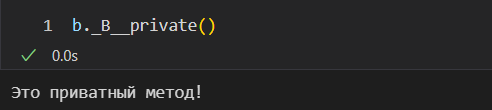 1 b._B__private()
0.0s
Это приватный метод!